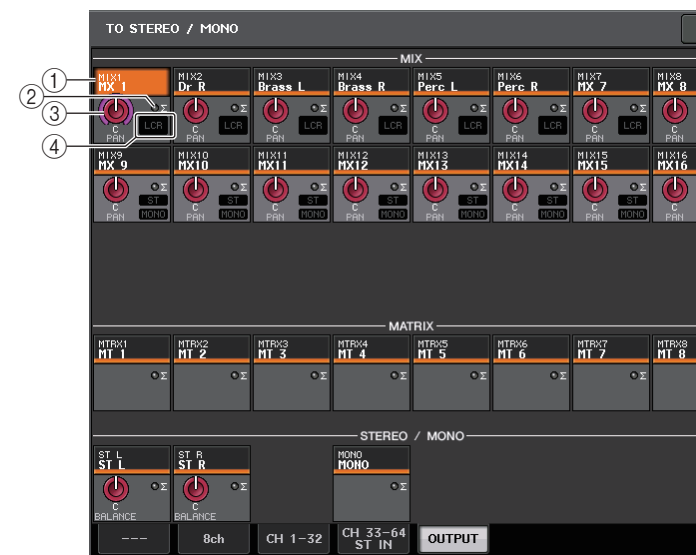 TO STEREO / MONO
MIX
① MIX1 MIX2 MIX3 MIX4 MIX5 MIX6 MIX7 MIX8
MX 1 Dr R Brass L Brass R Perc L Perc R MX 7 MX 8
② Σ Σ Σ Σ Σ Σ Σ
③ LCR LCR LCR LCR LCR LCR LCR
④ C C C C C C C C
PAN PAN PAN PAN PAN PAN PAN PAN
MIX9 MIX10 MIX11 MIX12 MIX13 MIX14 MIX15 MIX16
MX 9 MX10 MX11 MX12 MX13 MX14 MX15 MX16
Σ Σ Σ Σ Σ Σ Σ
ST ST ST ST ST ST ST
C C C C C C C C
PAN MONO PAN MONO PAN MONO PAN MONO PAN MONO PAN MONO PAN MONO PAN
MATRIX
MTRX1 MTRX2 MTRX3 MTRX4 MTRX5 MTRX6 MTRX7 MTRX8
MT 1 MT 2 MT 3 MT 4 MT 5 MT 6 MT 7 MT 8
Σ Σ Σ Σ Σ Σ Σ
STEREO / MONO
ST L ST R MONO
ST L ST R MONO
Σ Σ Σ
C C
BALANCE BALANCE
--- 8ch CH 1-32 CH 33-64 OUTPUT
ST IN